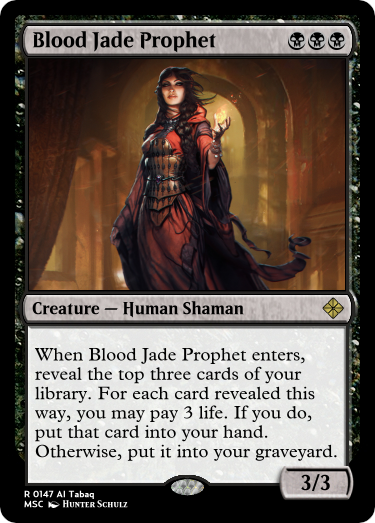 Blood Jade Prophet
Creature — Human Shaman
When Blood Jade Prophet enters,
reveal the top three cards of your
library. For each card revealed this
way, you may pay 3 life. If you do,
put that card into your hand.
Otherwise, put it into your graveyard.
3/3
R 0147 Al Tabaq
MSC Hunter Schulz